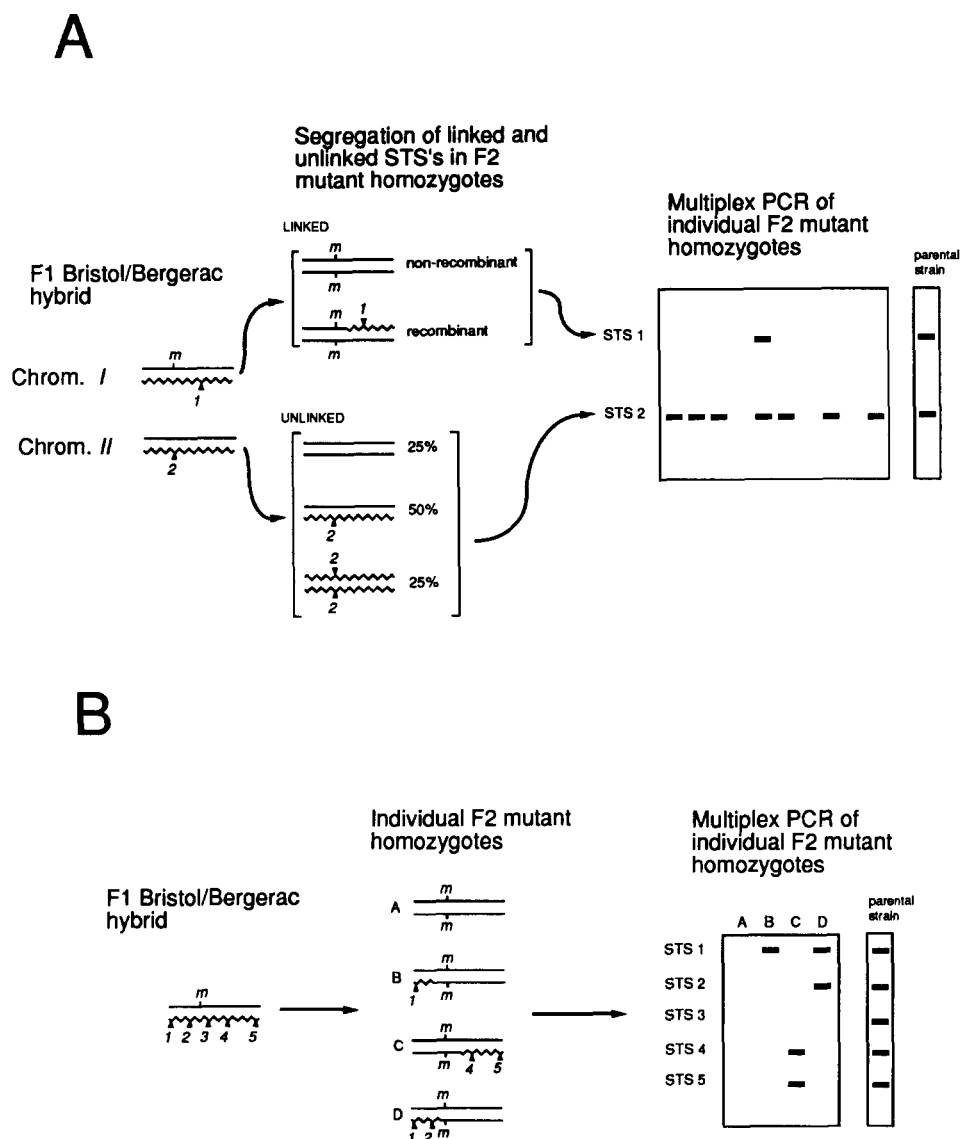 A
Segregation of linked and
unlinked STS's in F2
mutant homozygotes
Multiplex PCR of
individual F2 mutant
homozygotes
parental
strain
F1 Bristol/Bergerac
hybrid
LINKED
m
non-recombinant
m
m 1
recombinant
m
STS 1
Chrom. I
m
1
STS 2
UNLINKED
Chrom. II
2
25%
50%
2
2
25%
2
B
Individual F2 mutant
homozygotes
Multiplex PCR of
individual F2 mutant
homozygotes
F1 Bristol/Bergerac
hybrid
parental
strain
m
1 2 3 4 5
A
m
m
B
m
1 m
C
m
m 4 5
D
m
1 2 m
A B C D
STS 1
STS 2
STS 3
STS 4
STS 5